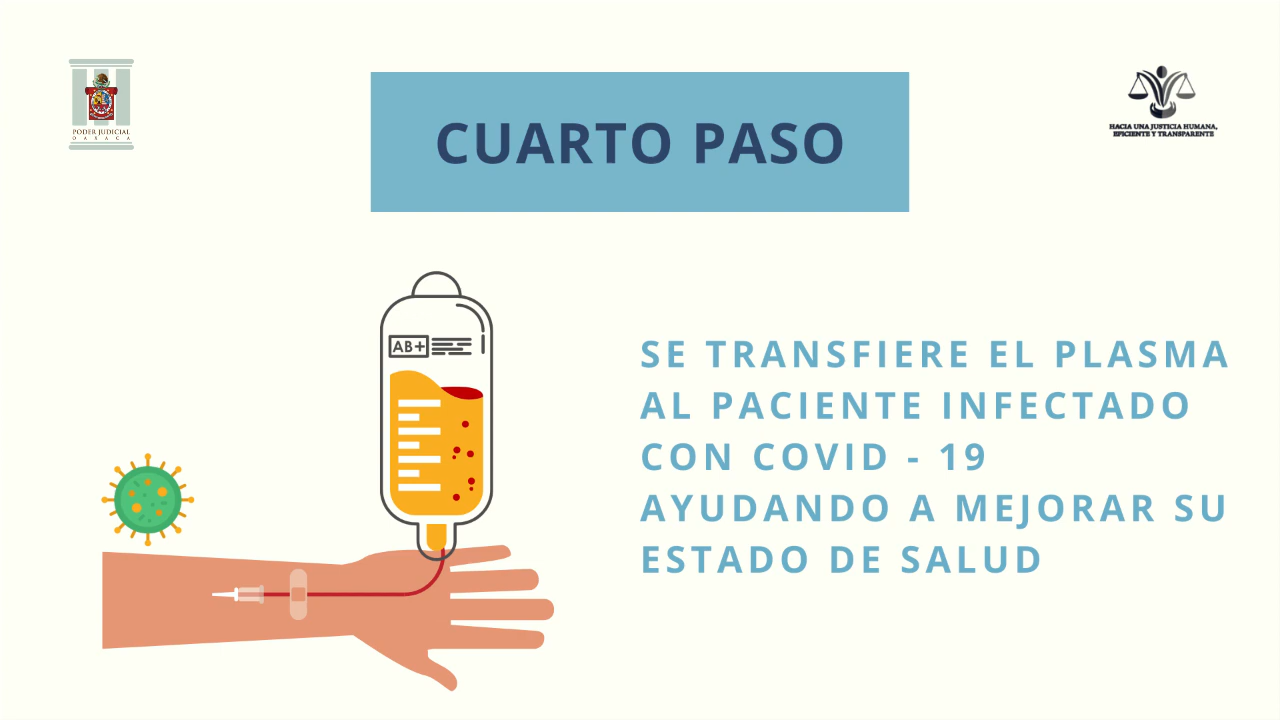 PODER JUDICIAL
OAXACA
CUARTO PASO
HACIA UNA JUSTICIA HUMANA,
EFICIENTE Y TRANSPARENTE
AB+
SE TRANSFIERE EL PLASMA
AL PACIENTE INFECTADO
CON COVID - 19
AYUDANDO A MEJORAR SU
ESTADO DE SALUD